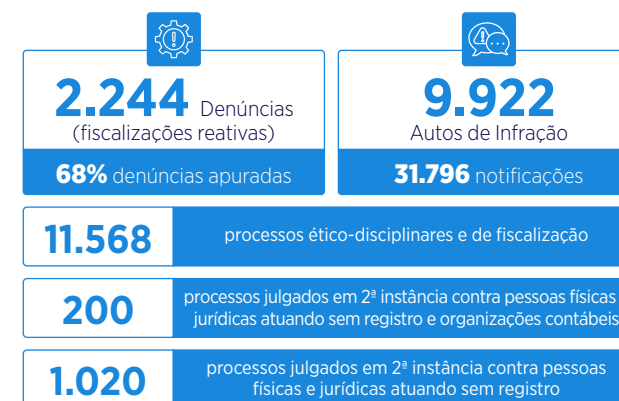 2.244 Denúncias
(fiscalizações reativas)
68% denúncias apuradas
9.922
Autos de Infração
31.796 notificações
11.568
processos ético-disciplinares e de fiscalização
200
processos julgados em 2ª instância contra pessoas físicas
jurídicas atuando sem registro e organizações contábeis
1.020
processos julgados em 2ª instância contra pessoas
físicas e jurídicas atuando sem registro